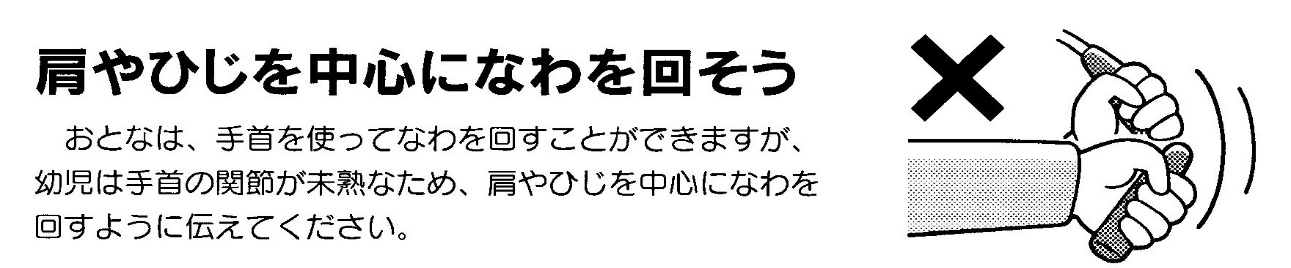 肩やひじを中心になわを回そう
おとなは、手首を使ってなわを回すことができますが、
幼児は手首の関節が未熟なため、肩やひじを中心になわを
回すように伝えてください。